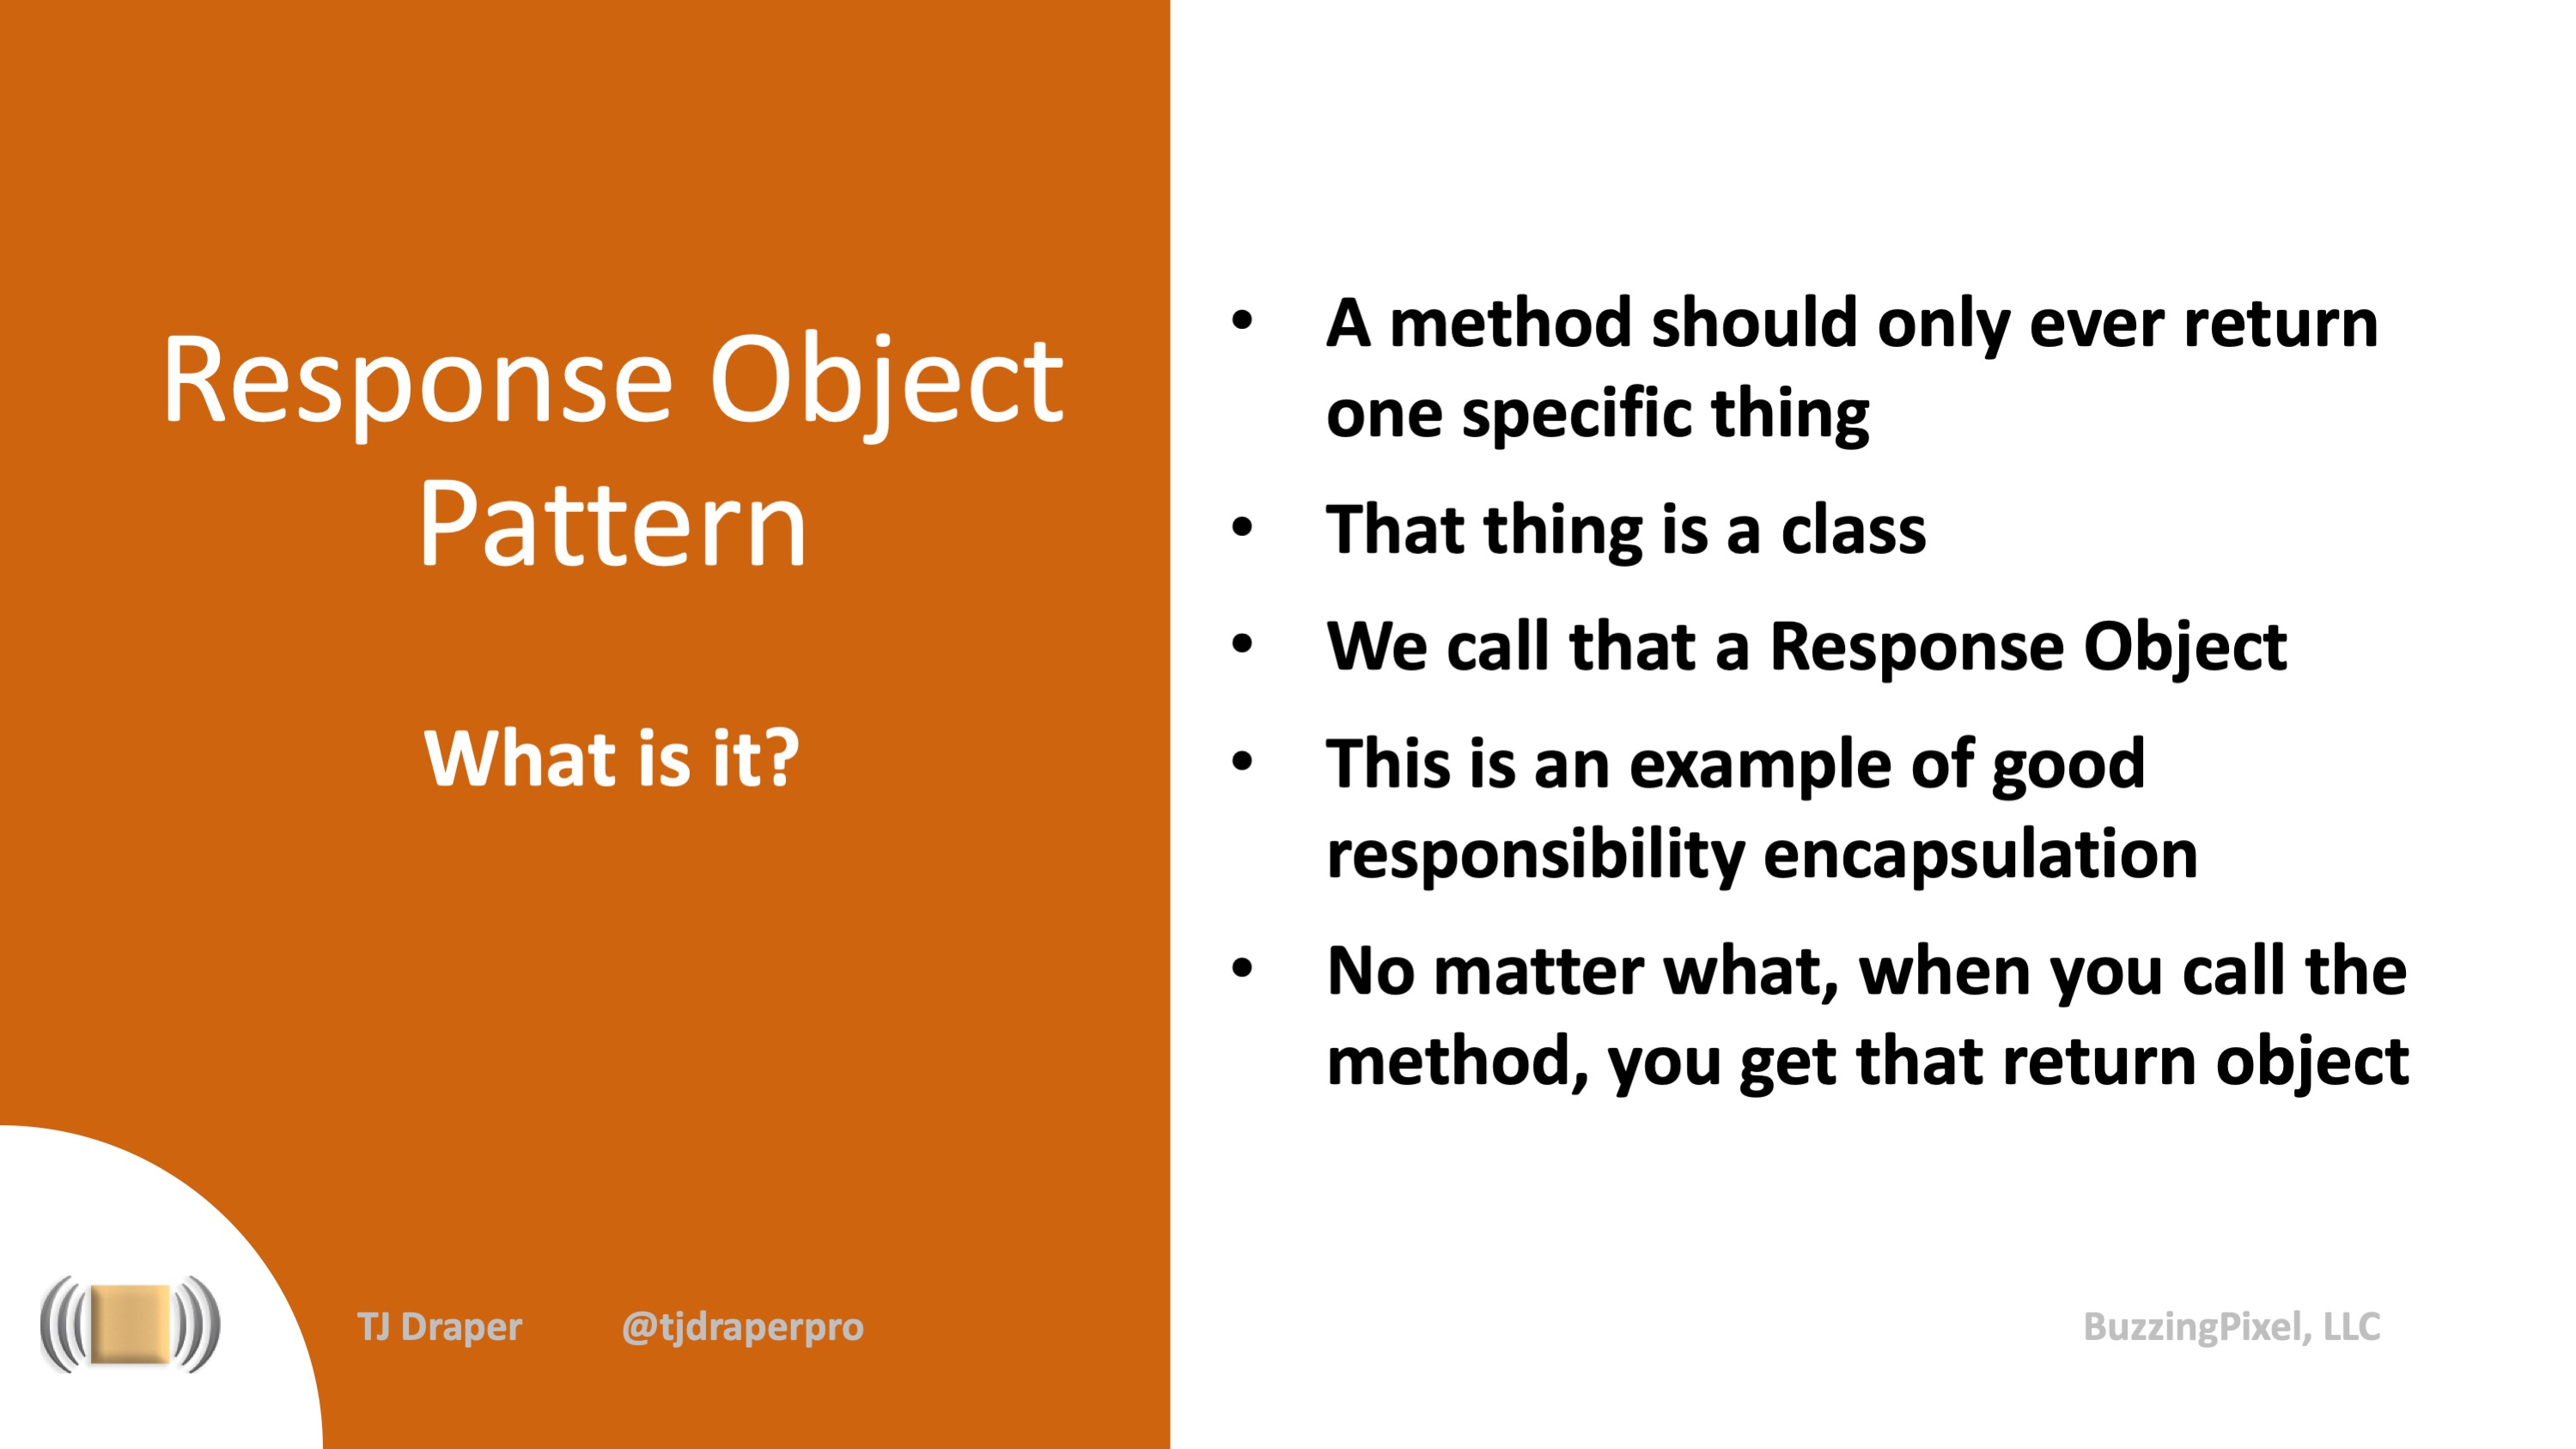 Response Object
Pattern
What is it?
• A method should only ever return
one specific thing
• That thing is a class
• We call that a Response Object
• This is an example of good
responsibility encapsulation
• No matter what, when you call the
method, you get that return object
TJ Draper @tjdraperpro
BuzzingPixel, LLC